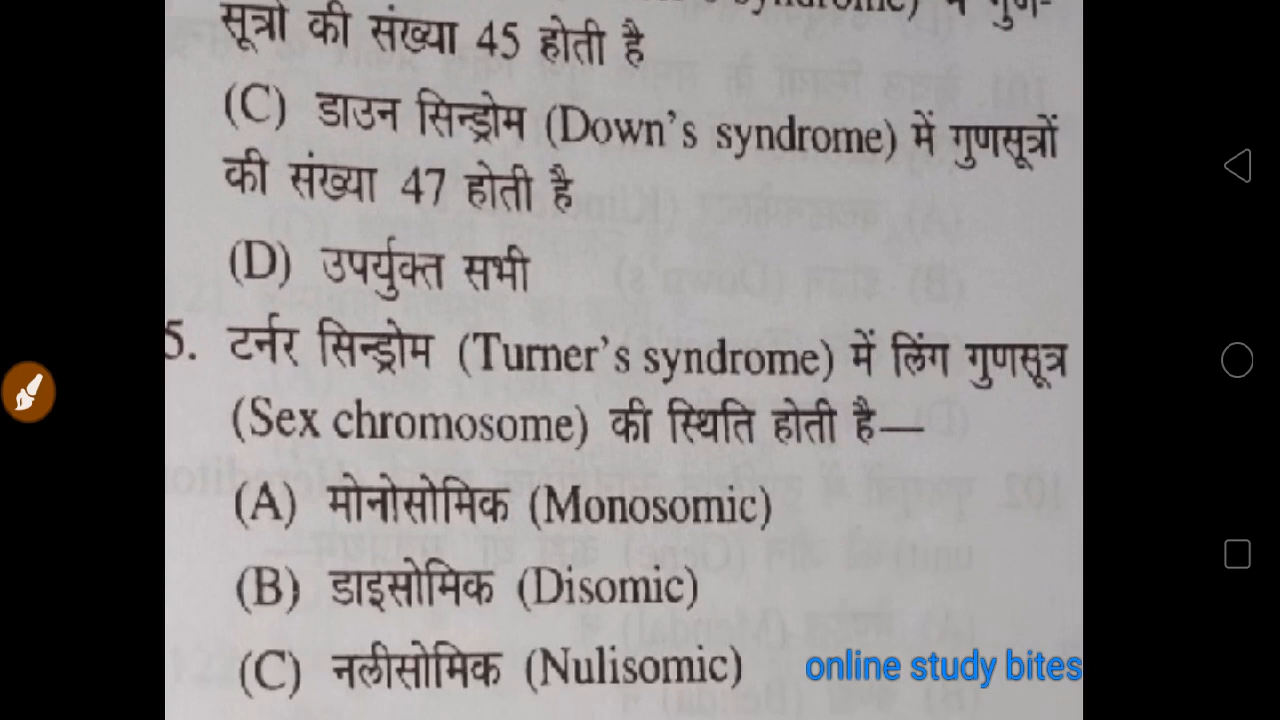 सूत्रों की संख्या 45 होती है
(C) डाउन सिन्ड्रोम (Down's syndrome) में गुणसूत्रों
की संख्या 47 होती है
(D) उपर्युक्त सभी
5. टर्नर सिन्ड्रोम (Turner's syndrome) में लिंग गुणसूत्र
(Sex chromosome) की स्थिति होती है—
(A) मोनोसोमिक (Monosomic)
(B) डाइसोमिक (Disomic)
(C) नलीसोमिक (Nulisomic)
online study bites